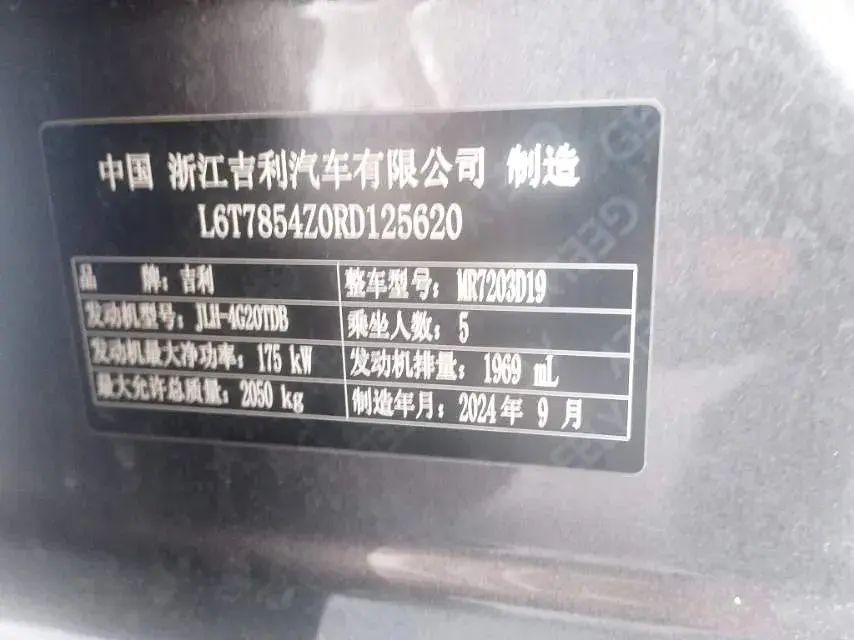 中国 浙江吉利汽车有限公司 制造
L6T7854Z0RD125620
品 牌：吉利 整车型号：MR7203D19
发动机型号：JLH-4G20TDB 乘坐人数：5
发动机最大净功率：175 kW 发动机排量：1969 mL
最大允许总质量：2050 kg 制造年月：2024年 9 月